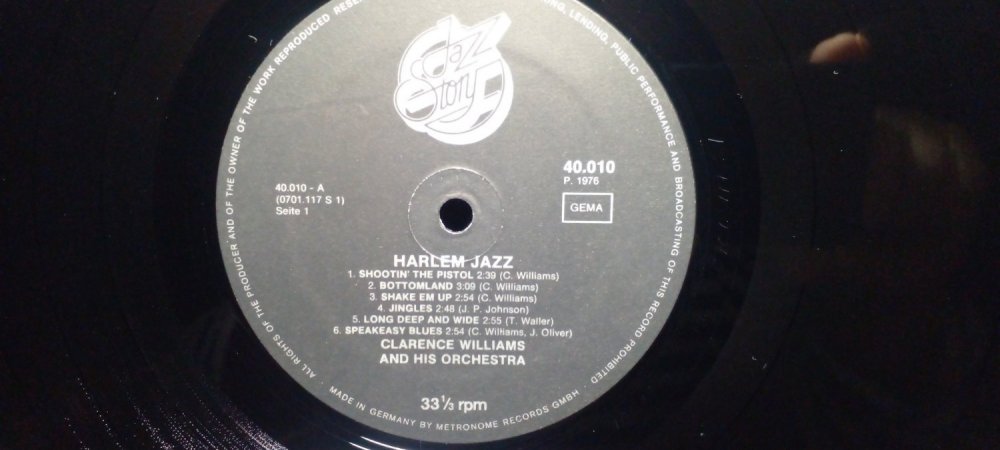 ALL RIGHTS OF THE PRODUCER AND OF THE OWNER OF THE WORK REPRODUCED
LENDING, PUBLIC PERFORMANCE AND BROADCASTING OF THIS RECORD PROHIBITED
Jazz
Story
40.010
P. 1976
GEMA
40.010 - A
(0701.117 S 1)
Seite 1
HARLEM JAZZ
1. SHOOTIN' THE PISTOL 2:39 (C. Williams)
2. BOTTOMLAND 3:09 (C. Williams)
3. SHAKE EM UP 2:54 (C. Williams)
4. JINGLES 2:48 (J. P. Johnson)
5. LONG DEEP AND WIDE 2:55 (T. Waller)
6. SPEAKEASY BLUES 2:54 (C. Williams, J. Oliver)
CLARENCE WILLIAMS
AND HIS ORCHESTRA
33⅓ rpm
MADE IN GERMANY BY METRONOME RECORDS GMBH